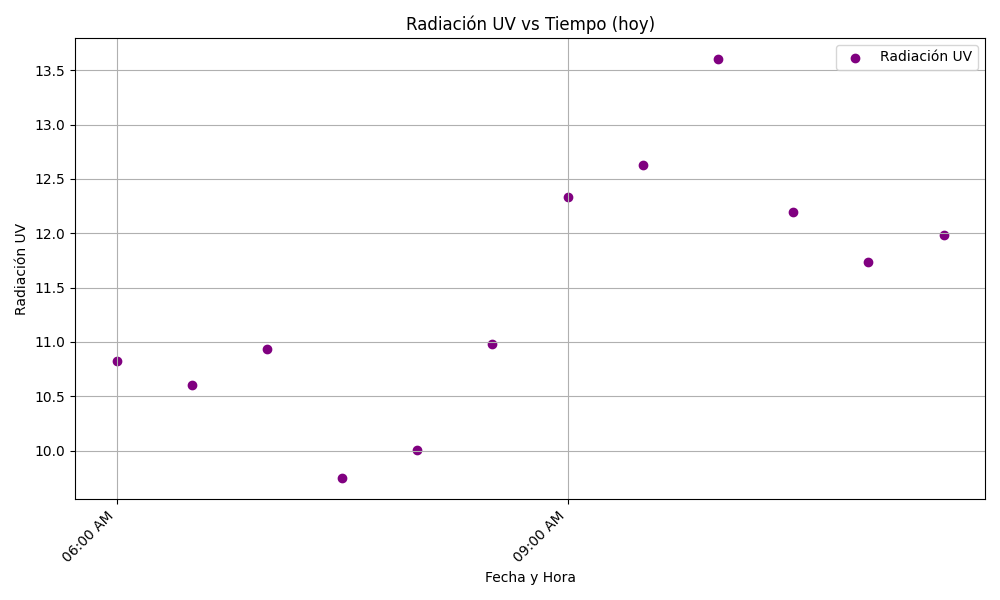 Radiación UV vs Tiempo (hoy)
Radiación UV
13.5
13.0
12.5
12.0
11.5
11.0
10.5
10.0
Radiación UV
06:00 AM
09:00 AM
Fecha y Hora